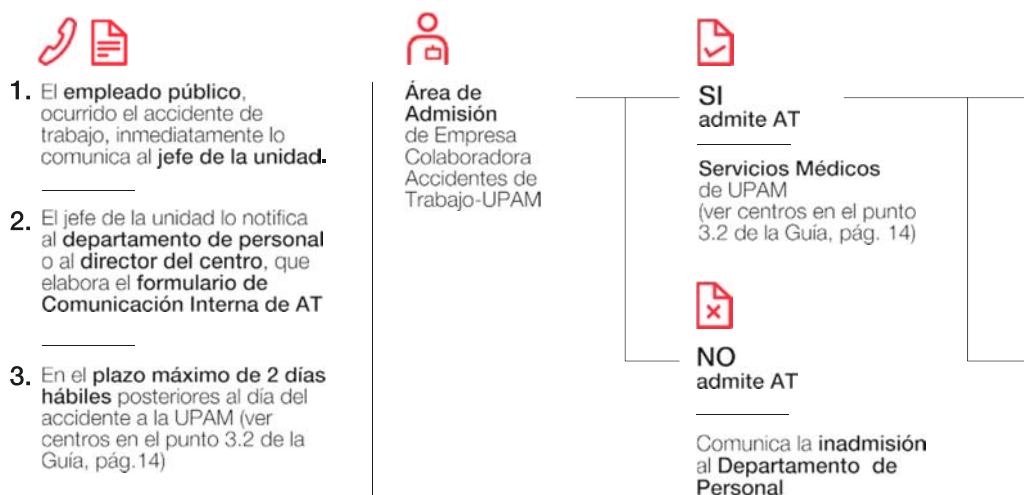 1. El empleado público,
ocurrido el accidente de
trabajo, inmediatamente lo
comunica al jefe de la unidad.
2. El jefe de la unidad lo notifica
al departamento de personal
o al director del centro, que
elabora el formulario de
Comunicación Interna de AT
3. En el plazo máximo de 2 días
hábiles posteriores al día del
accidente a la UPAM (ver
centros en el punto 3.2 de la
Guía, pág.14)
Área de
Admisión
de Empresa
Colaboradora
Accidentes de
Trabajo-UPAM
SI
admite AT
Servicios Médicos
de UPAM
(ver centros en el punto
3.2 de la Guía, pág. 14)
NO
admite AT
Comunica la inadmisión
al Departamento de
Personal